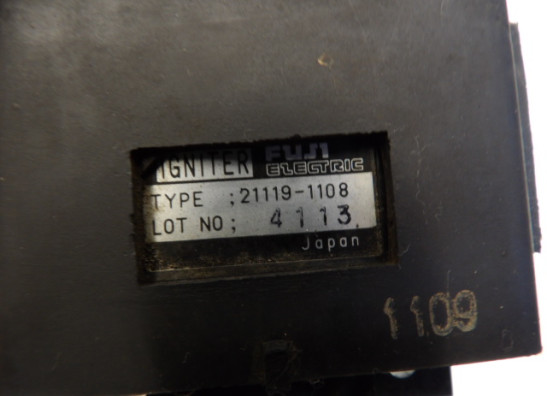 IGNITER FUJI ELECTRIC
TYPE ; 21119-1108
LOT NO ; 4113
Japan
1109